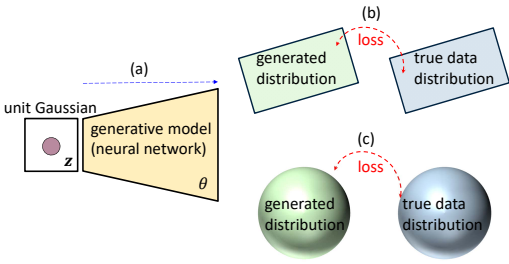 (a)
unit Gaussian
z
generative model
(neural network)
θ
(b)
loss
generated
distribution
true data
distribution
(c)
loss
generated
distribution
true data
distribution